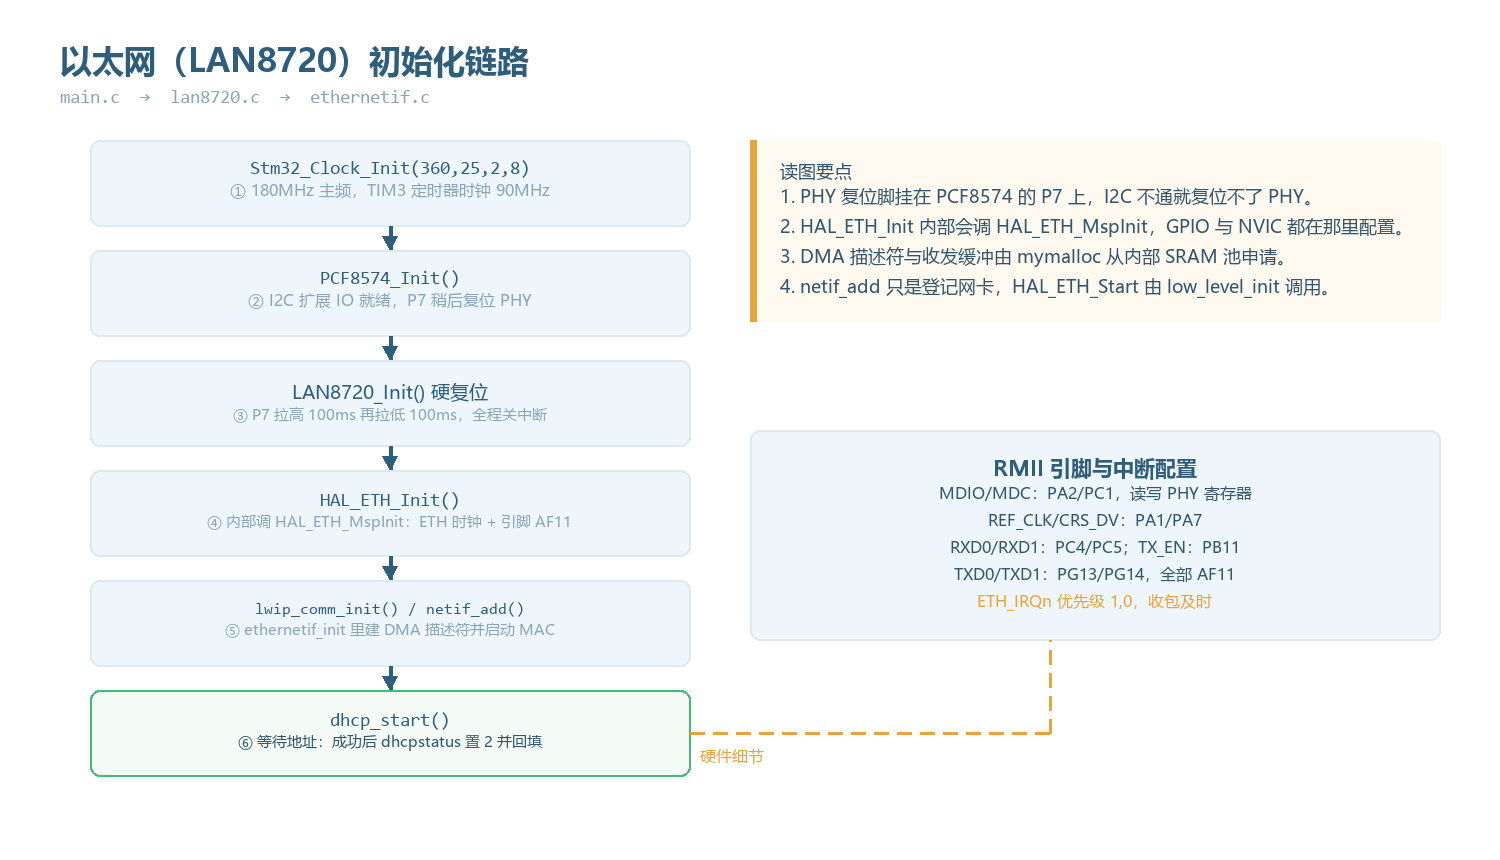 以太网（LAN8720）初始化链路
main.c → lan8720.c → ethernetif.c
Stm32_Clock_Init(360,25,2,8)
① 180MHz 主频，TIM3 定时器时钟 90MHz
PCF8574_Init()
② I2C 扩展 IO 就绪，P7 稍后复位 PHY
LAN8720_Init() 硬复位
③ P7 拉高 100ms 再拉低 100ms，全程关中断
HAL_ETH_Init()
④ 内部调 HAL_ETH_MspInit：ETH 时钟 + 引脚 AF11
lwip_comm_init() / netif_add()
⑤ ethernetif_init 里建 DMA 描述符并启动 MAC
dhcp_start()
⑥ 等待地址：成功后 dhcpstatus 置 2 并回填
硬件细节
读图要点
1. PHY 复位脚挂在 PCF8574 的 P7 上，I2C 不通就复位不了 PHY。
2. HAL_ETH_Init 内部会调 HAL_ETH_MspInit，GPIO 与 NVIC 都在那里配置。
3. DMA 描述符与收发缓冲由 mymalloc 从内部 SRAM 池申请。
4. netif_add 只是登记网卡，HAL_ETH_Start 由 low_level_init 调用。
RMII 引脚与中断配置
MDIO/MDC：PA2/PC1，读写 PHY 寄存器
REF_CLK/CRS_DV：PA1/PA7
RXD0/RXD1：PC4/PC5；TX_EN：PB11
TXD0/TXD1：PG13/PG14，全部 AF11
ETH_IRQn 优先级 1,0，收包及时